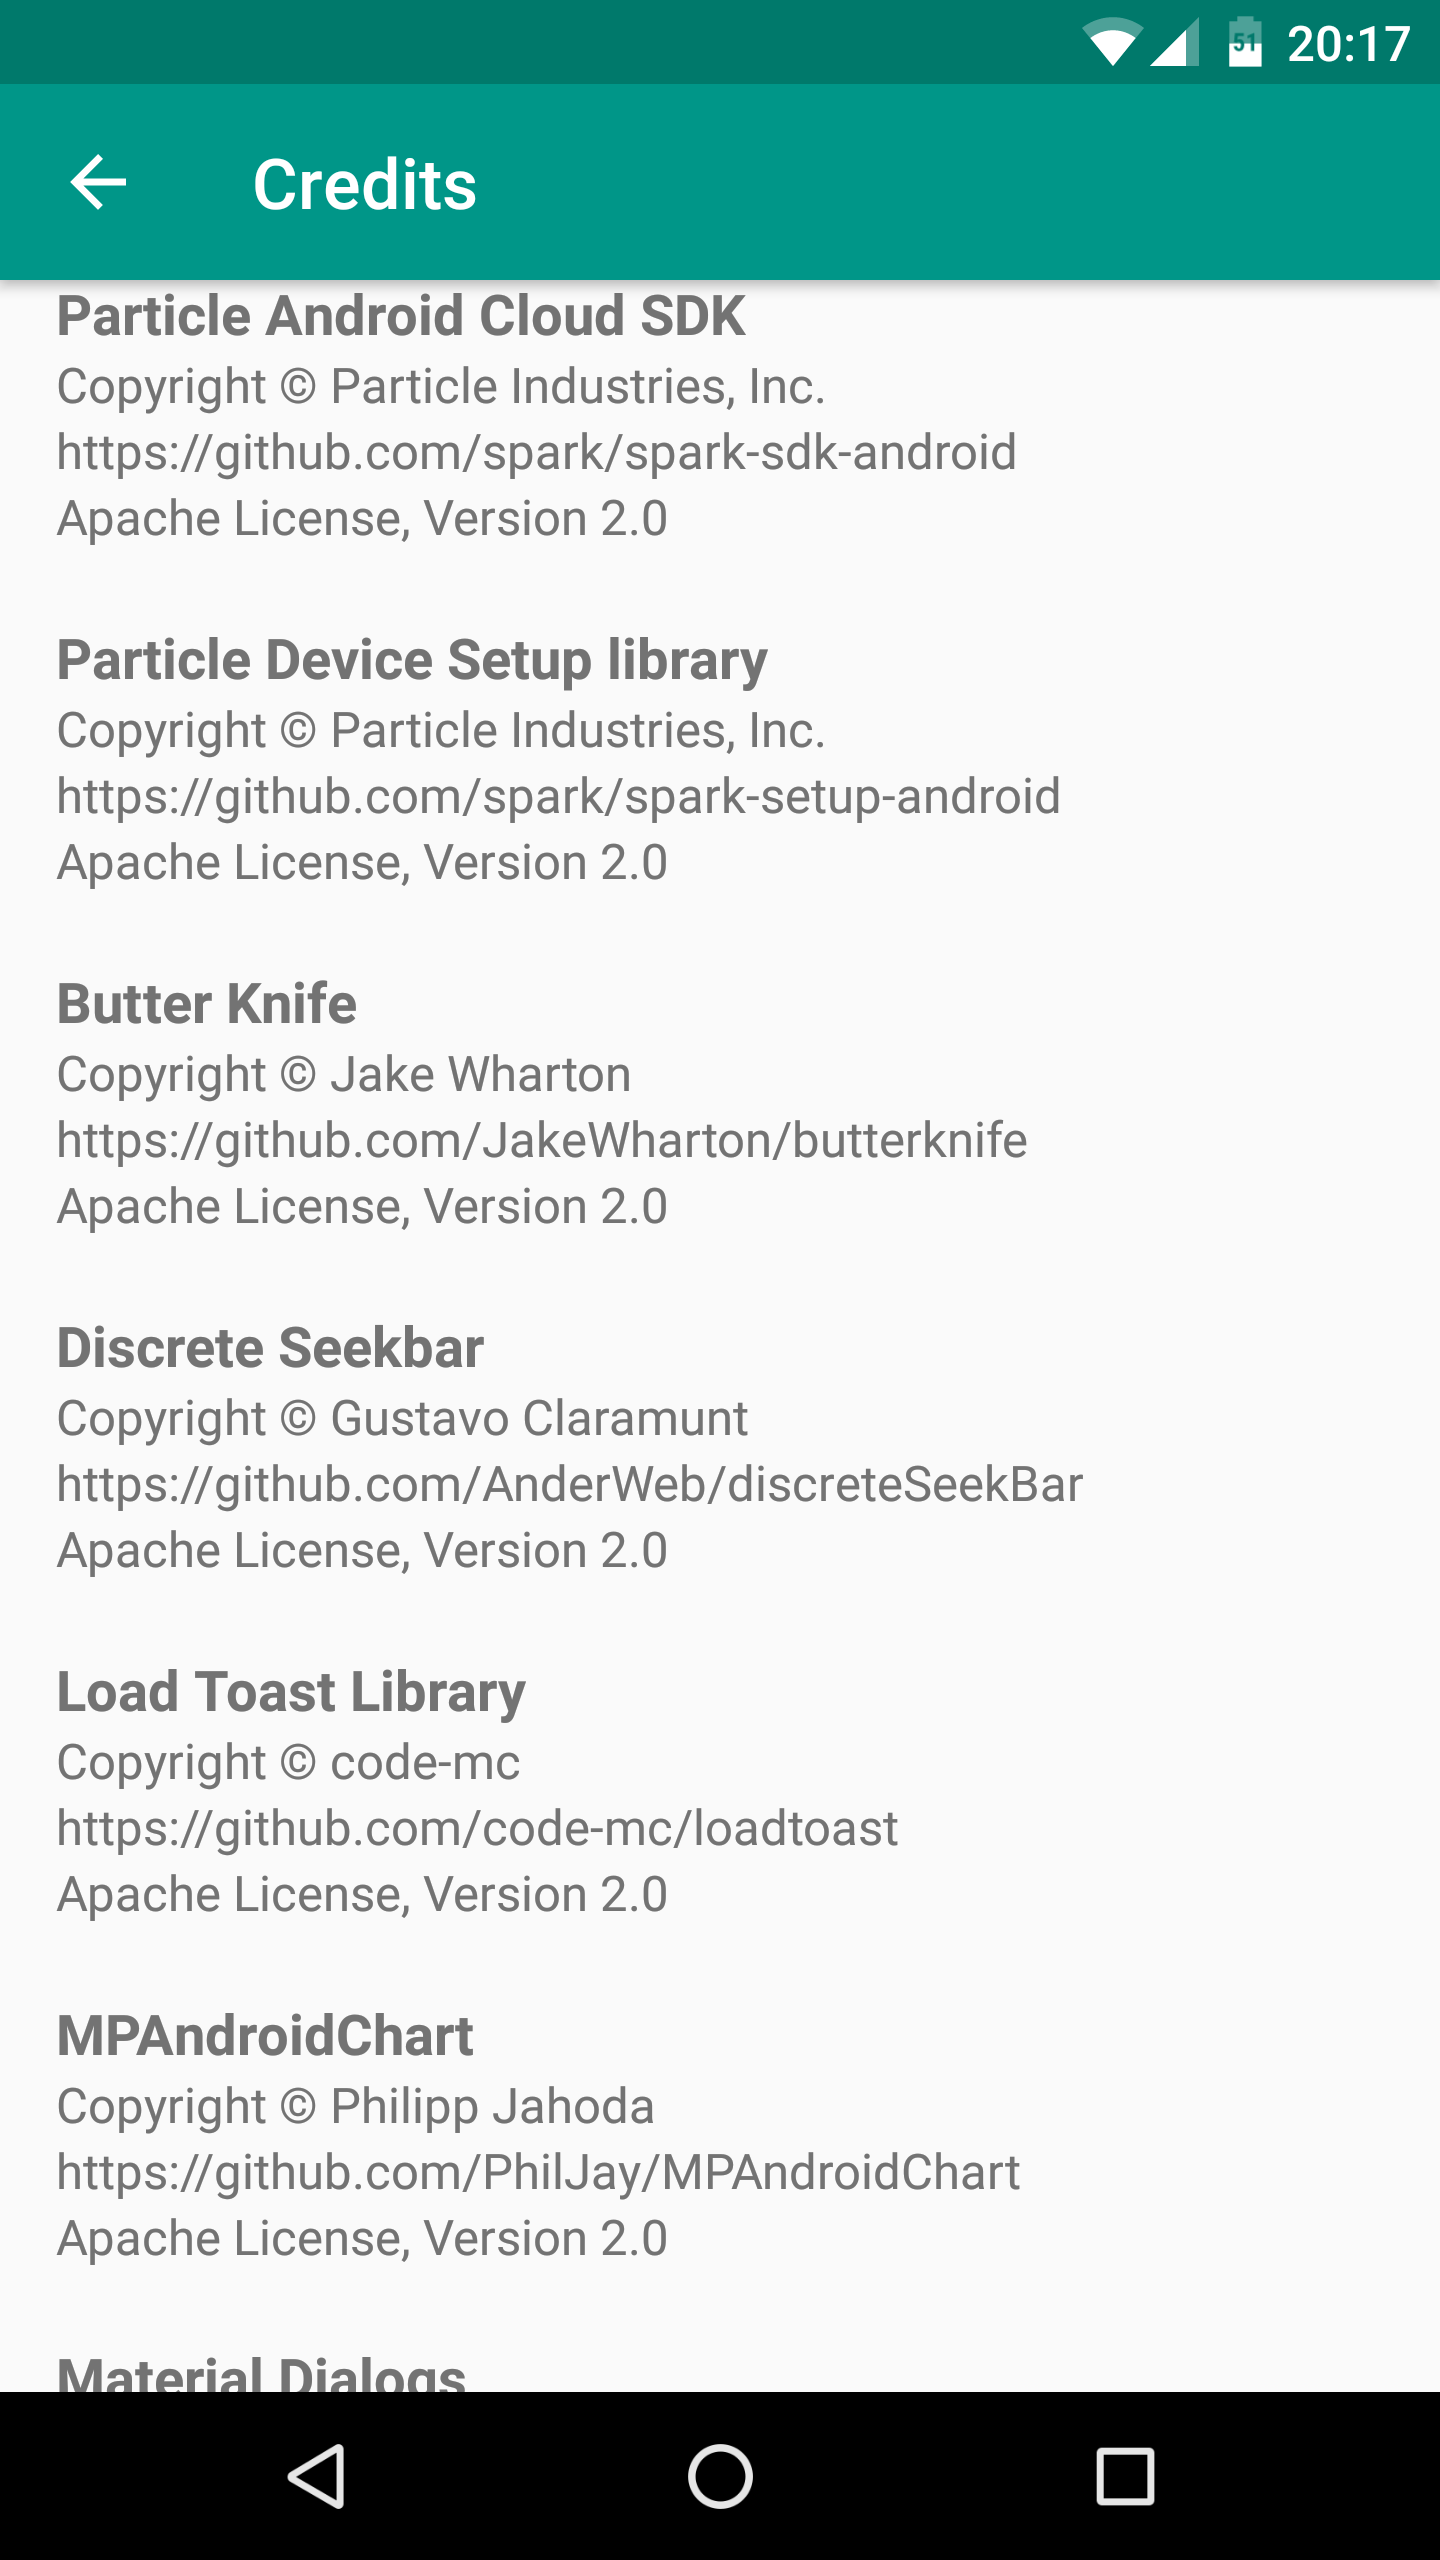 51 20:17
Credits
Particle Android Cloud SDK
Copyright © Particle Industries, Inc.
https://github.com/spark/spark-sdk-android
Apache License, Version 2.0
Particle Device Setup library
Copyright © Particle Industries, Inc.
https://github.com/spark/spark-setup-android
Apache License, Version 2.0
Butter Knife
Copyright © Jake Wharton
https://github.com/JakeWharton/butterknife
Apache License, Version 2.0
Discrete Seekbar
Copyright © Gustavo Claramunt
https://github.com/AnderWeb/discreteSeekBar
Apache License, Version 2.0
Load Toast Library
Copyright © code-mc
https://github.com/code-mc/loadtoast
Apache License, Version 2.0
MPAndroidChart
Copyright © Philipp Jahoda
https://github.com/PhilJay/MPAndroidChart
Apache License, Version 2.0
Material Dialogs